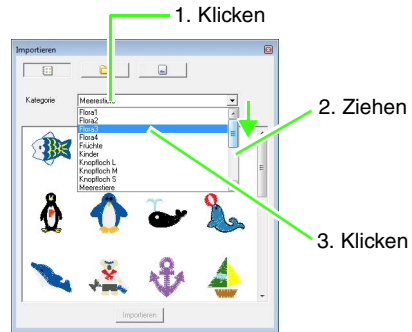 1. Klicken
Importieren
Kategorie
Meerestiere
Flora1
Flora2
Flora3
Flora4
Früchte
Kinder
Knopfloch L
Knopfloch M
Knopfloch S
Meerestiere
2. Ziehen
3. Klicken
Importieren